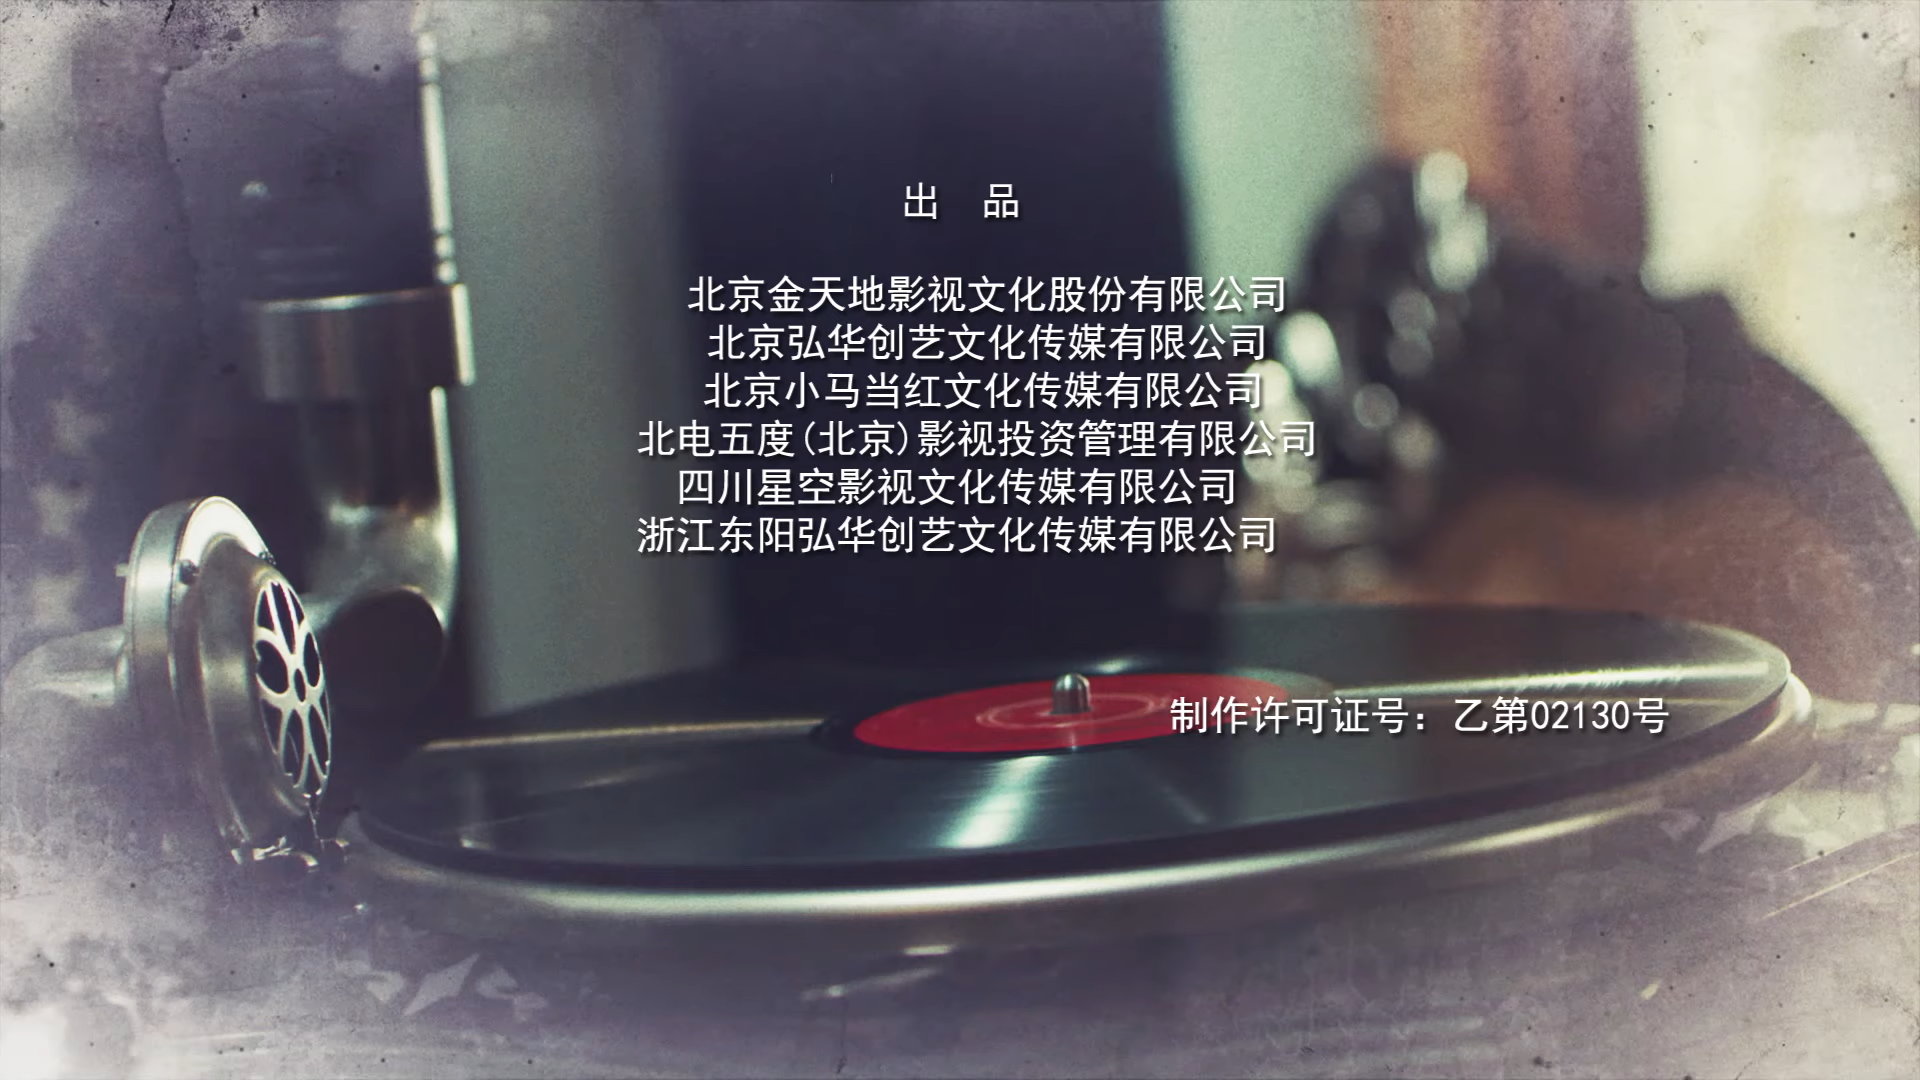 出 品
北京金天地影视文化股份有限公司
北京弘华创艺文化传媒有限公司
北京小马当红文化传媒有限公司
北电五度(北京)影视投资管理有限公司
四川星空影视文化传媒有限公司
浙江东阳弘华创艺文化传媒有限公司
制作许可证号：乙第02130号